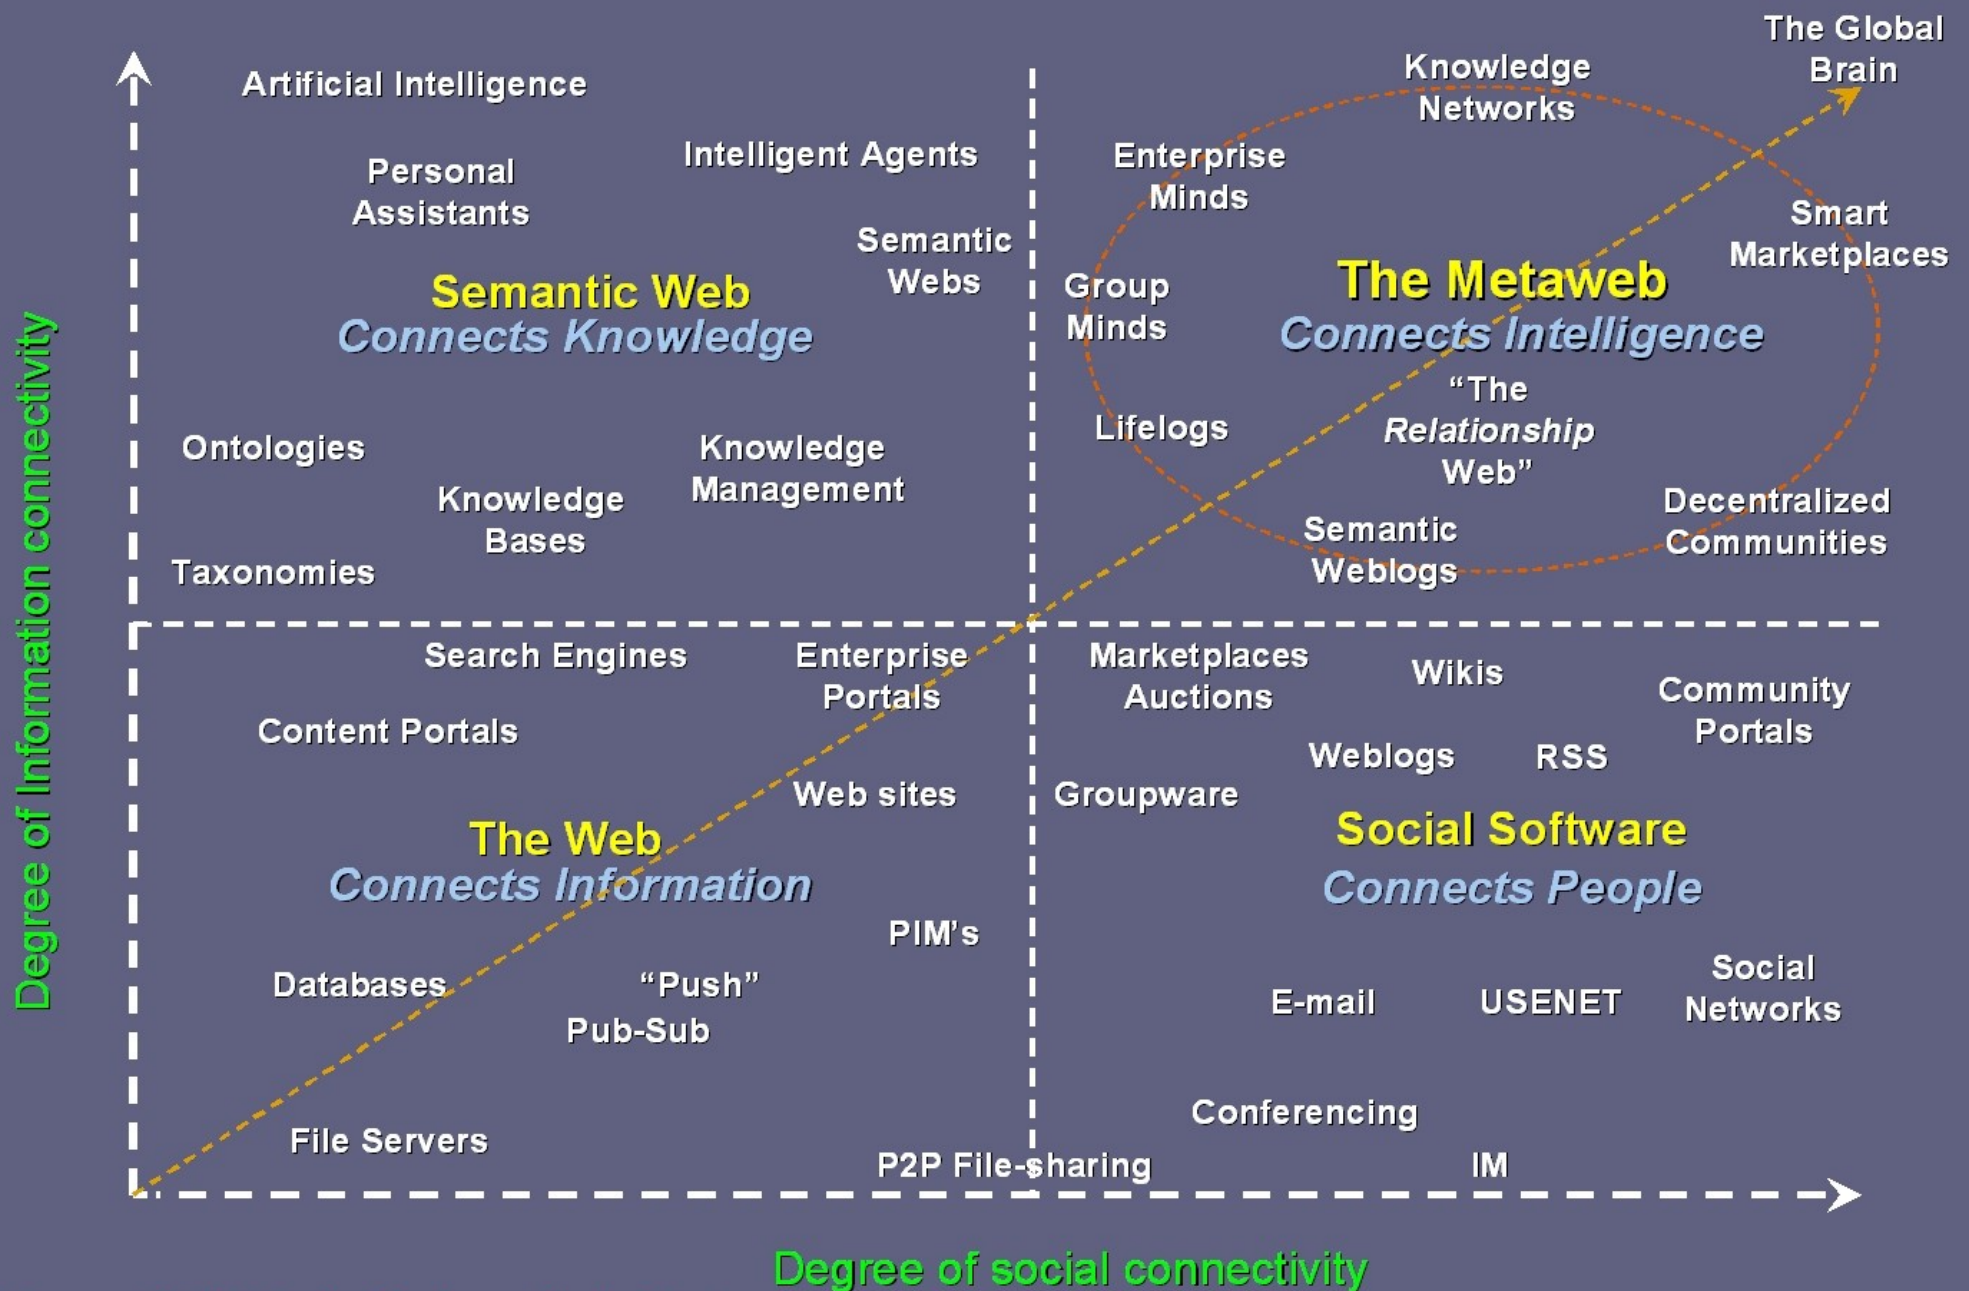 The Global
Brain
Knowledge
Networks
Artificial Intelligence
Intelligent Agents
Enterprise
Minds
Personal
Assistants
Smart
Marketplaces
Semantic
Webs
Semantic Web
Connects Knowledge
Group
Minds
The Metaweb
Connects Intelligence
“The
Relationship
Web”
Lifelogs
Ontologies
Knowledge
Management
Knowledge
Bases
Decentralized
Communities
Semantic
Weblogs
Taxonomies
Degree of Information connectivity
Search Engines
Enterprise
Portals
Marketplaces
Auctions
Wikis
Community
Portals
Content Portals
Weblogs
RSS
Web sites
Groupware
The Web
Connects Information
Social Software
Connects People
PIM’s
Databases
“Push”
Pub-Sub
E-mail
USENET
Social
Networks
File Servers
Conferencing
P2P File-sharing
IM
Degree of social connectivity